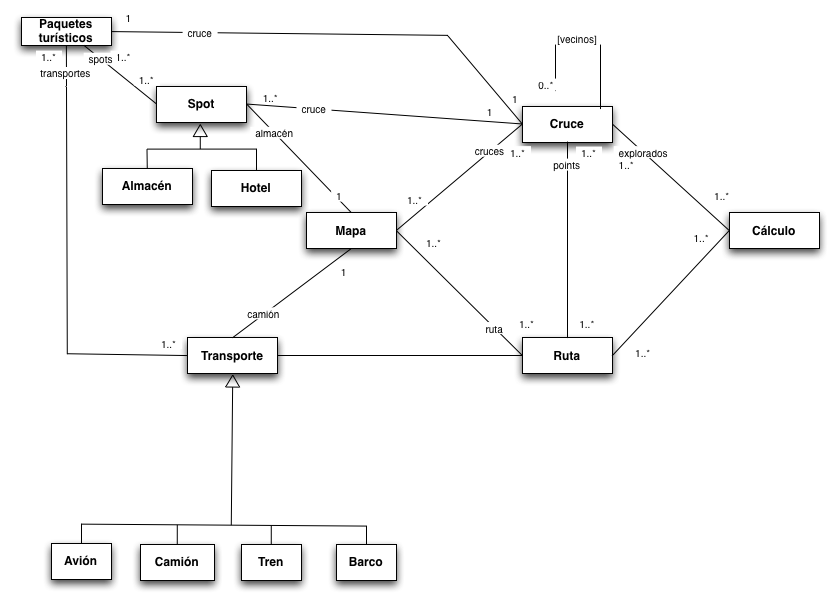 Paquetes
turísticos
1
cruce
[vecinos]
1..*
spots
1..*
transportes
1..*
0..*
Spot
1..*
cruce
1
1
Cruce
almacén
cruces
1..*
1..*
explorados
points
1..*
Almacén
Hotel
1
1..*
1..*
Mapa
1..*
1..*
Cálculo
1
camión
ruta
1..*
1..*
1..*
Transporte
Ruta
1..*
Avión
Camión
Tren
Barco